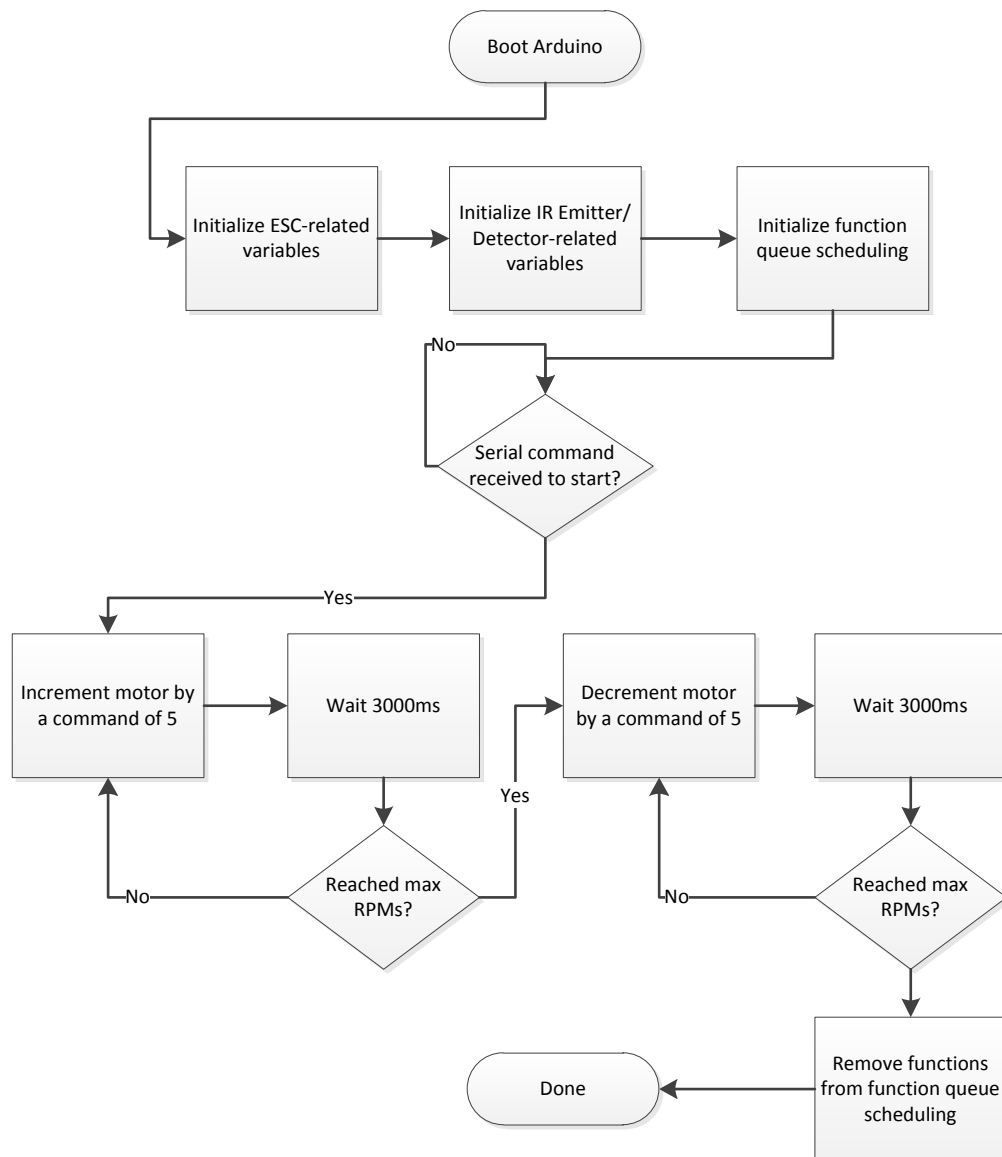 Boot Arduino
Initialize ESC-related
variables
Initialize IR Emitter/
Detector-related
variables
Initialize function
queue scheduling
No
Serial command
received to start?
Yes
Increment motor by
a command of 5
Wait 3000ms
Decrement motor
by a command of 5
Wait 3000ms
Yes
No
Reached max
RPMs?
No
Reached max
RPMs?
Remove functions
from function queue
scheduling
Done